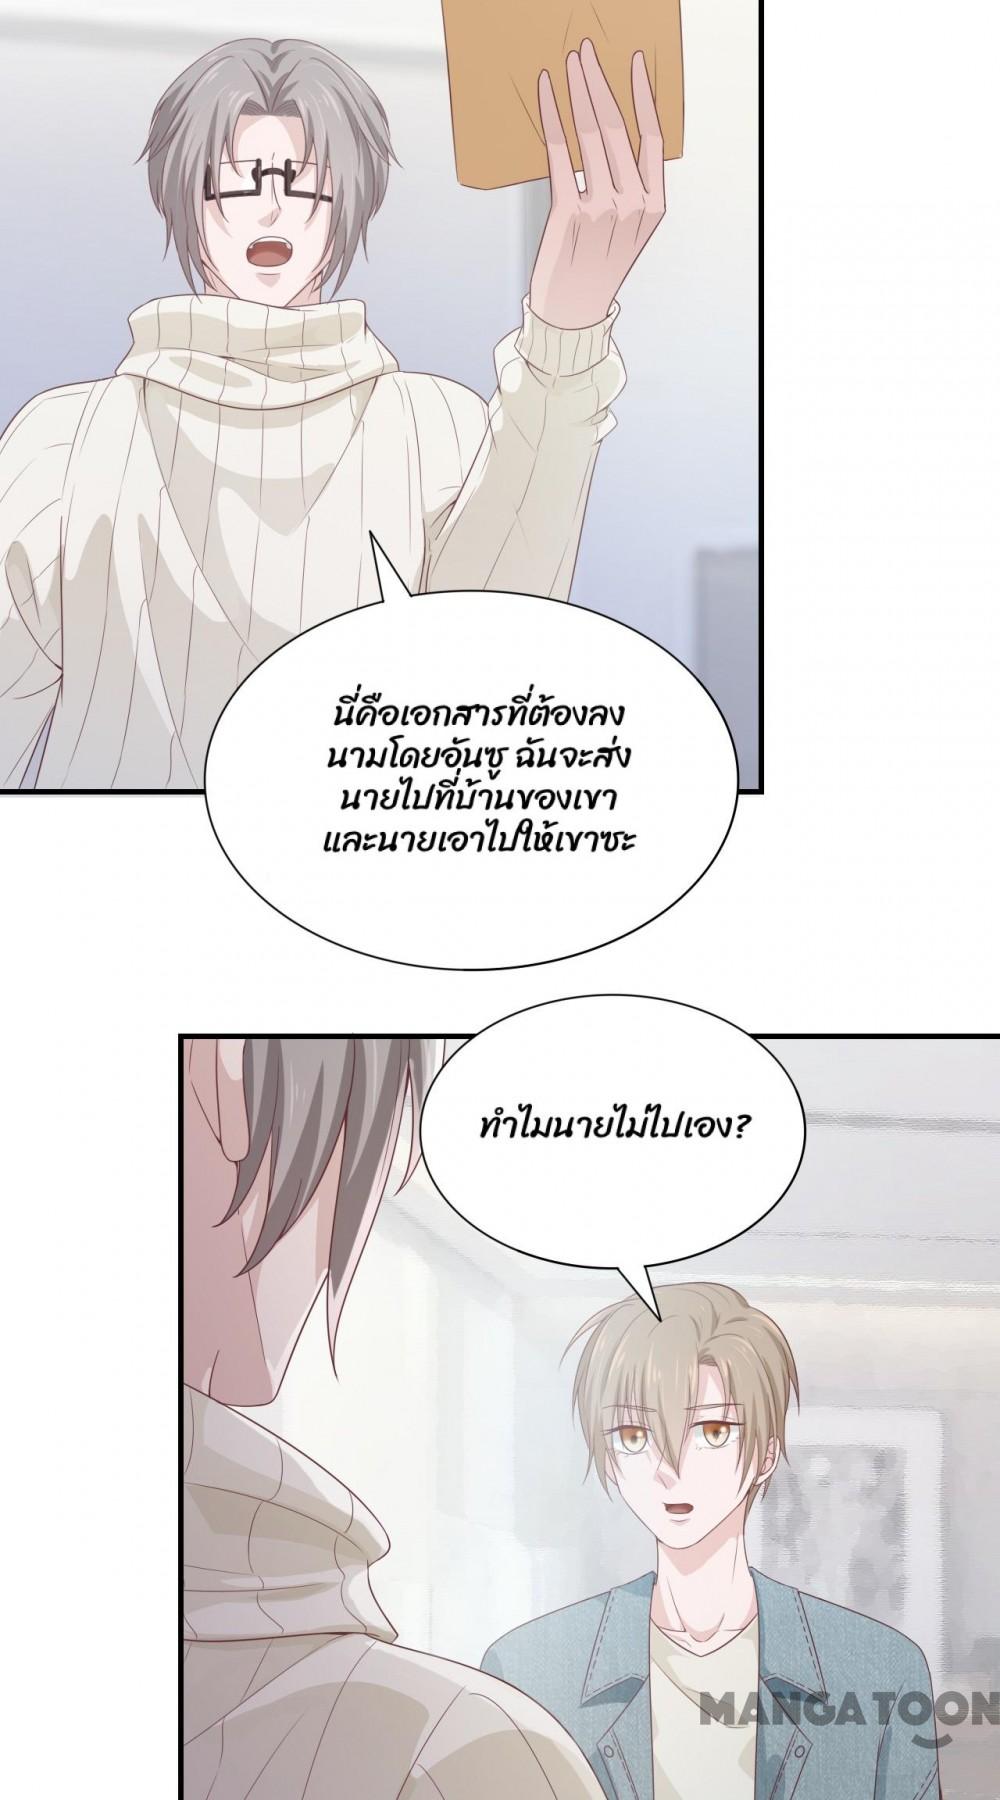 นี่คือเอกสารที่ต้องลง
นามโดยอันซู ฉันจะส่ง
นายไปที่บ้านของเขา
และนายเอาไปให้เขาซะ
ทำไมนายไม่ไปเอง?
MANGATOON